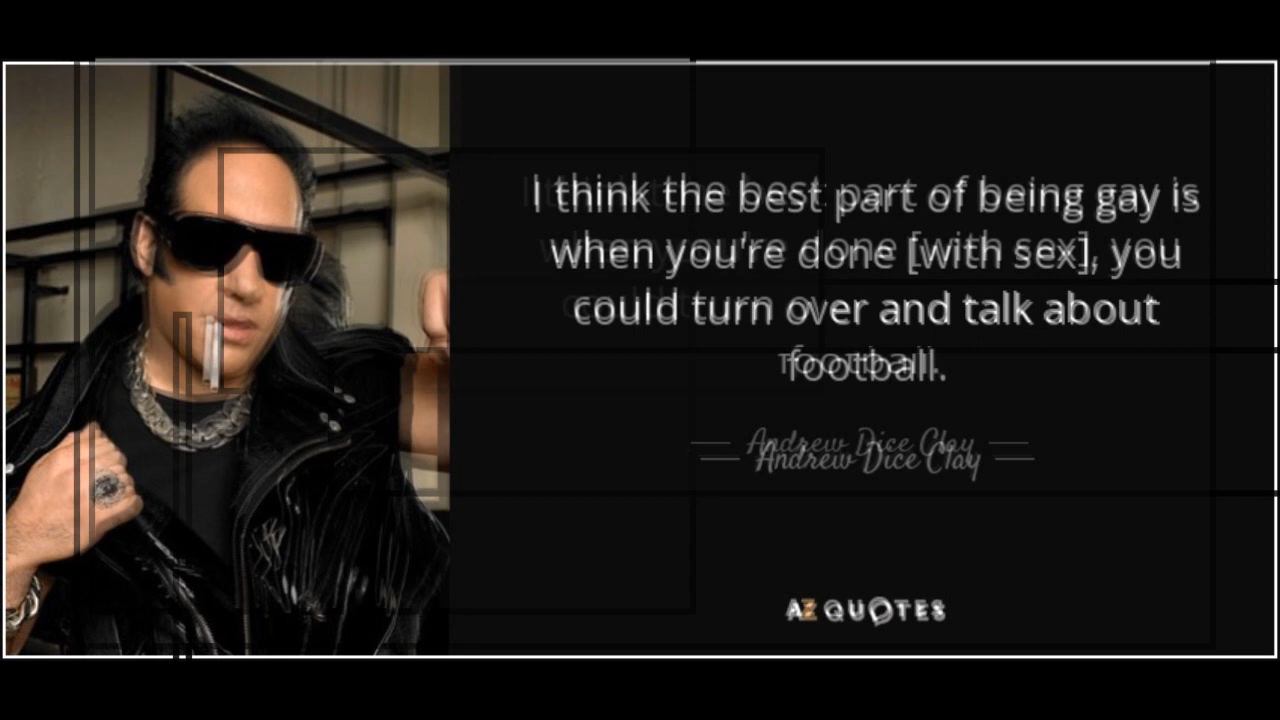 I think the best part of being gay is
when you're done [with sex], you
could turn over and talk about
football.
Andrew Dice Clay
AZ QUOTES